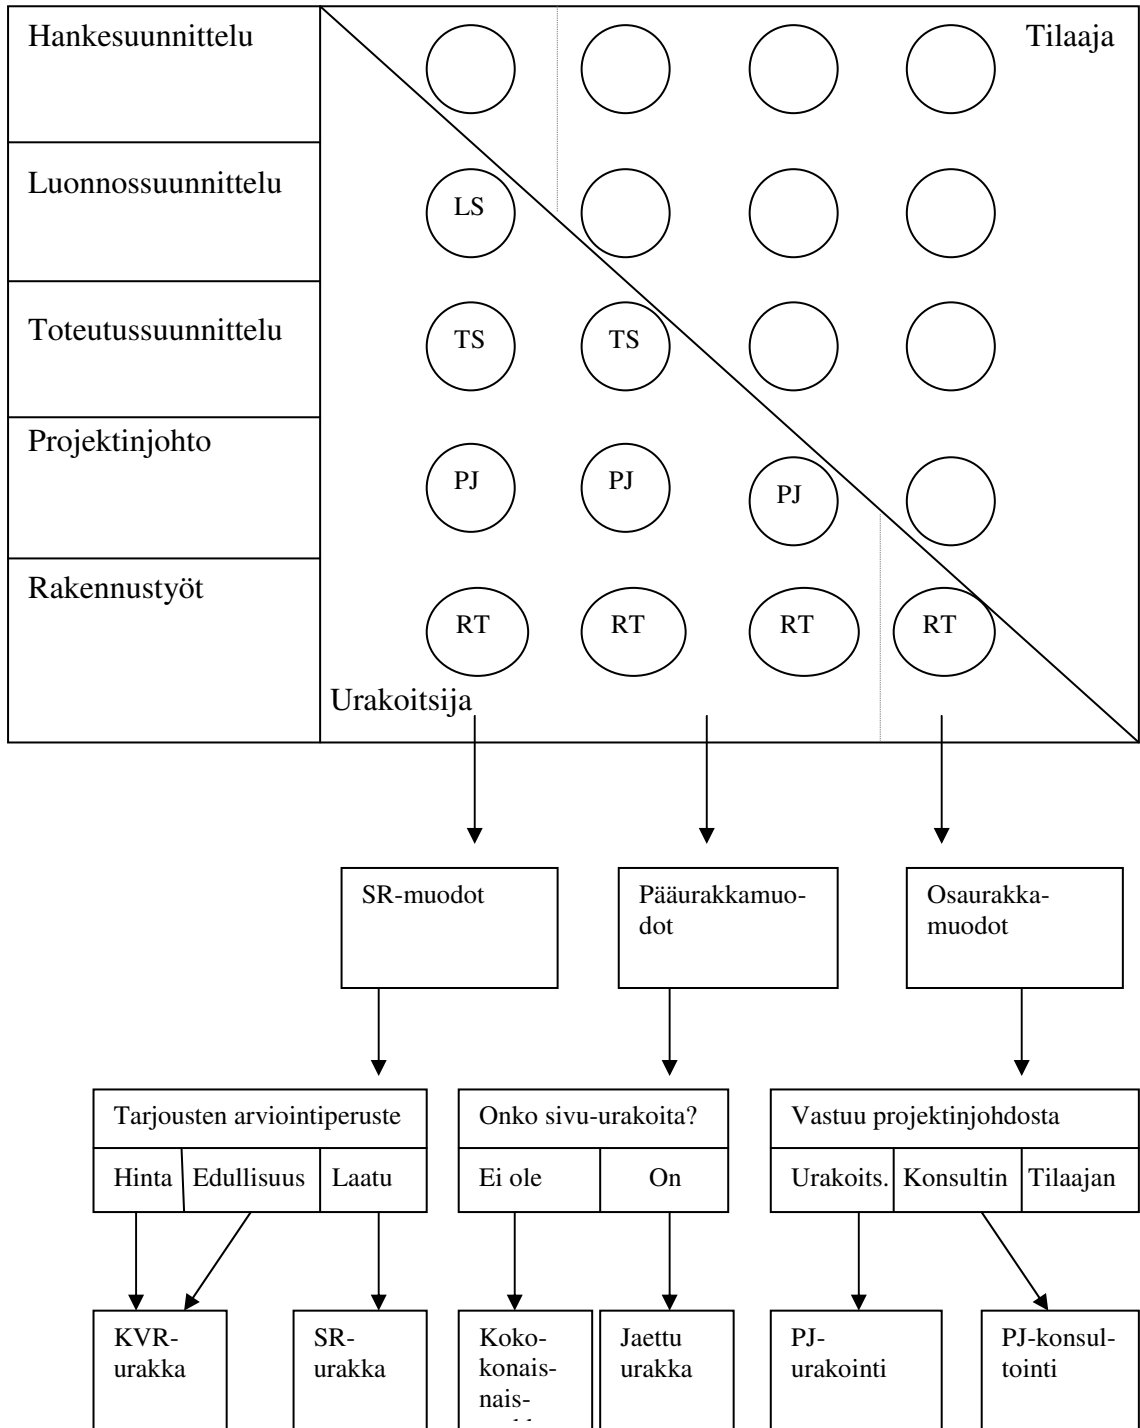 Hankesuunnittelu
Tilaaja
Luonnossuunnittelu
LS
Toteutussuunnittelu
TS
TS
Projektinjohto
PJ
PJ
PJ
Rakennustyöt
RT
RT
RT
RT
Urakoitsija
SR-muodot
Pääurakkamuo-
dot
Osaurakka-
muodot
Tarjousten arviointiperuste
Hinta
Edullisuus
Laatu
Onko sivu-urakoita?
Ei ole
On
Vastuu projektinjohdosta
Urakoits.
Konsultin
Tilaajan
KVR-
urakka
SR-
urakka
Koko-
konais-
nais-
Jaettu
urakka
PJ-
urakointi
PJ-konsul-
tointi